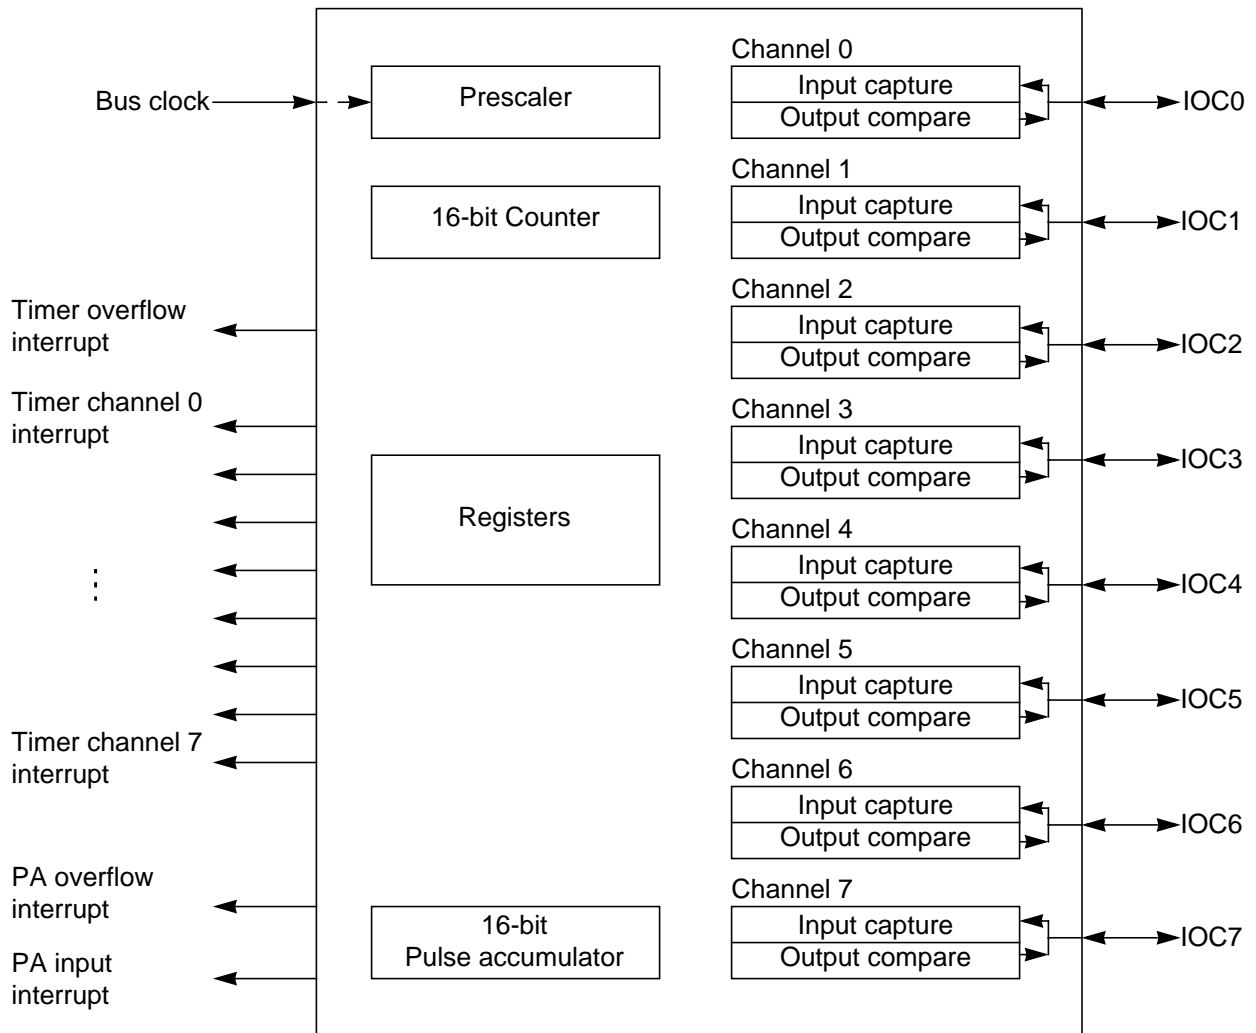 Bus clock
Timer overflow
interrupt
Timer channel 0
interrupt
Timer channel 7
interrupt
PA overflow
interrupt
PA input
interrupt
Prescaler
16-bit Counter
Registers
16-bit
Pulse accumulator
Channel 0
Input capture
Output compare
IOC0
Channel 1
Input capture
Output compare
IOC1
Channel 2
Input capture
Output compare
IOC2
Channel 3
Input capture
Output compare
IOC3
Channel 4
Input capture
Output compare
IOC4
Channel 5
Input capture
Output compare
IOC5
Channel 6
Input capture
Output compare
IOC6
Channel 7
Input capture
Output compare
IOC7